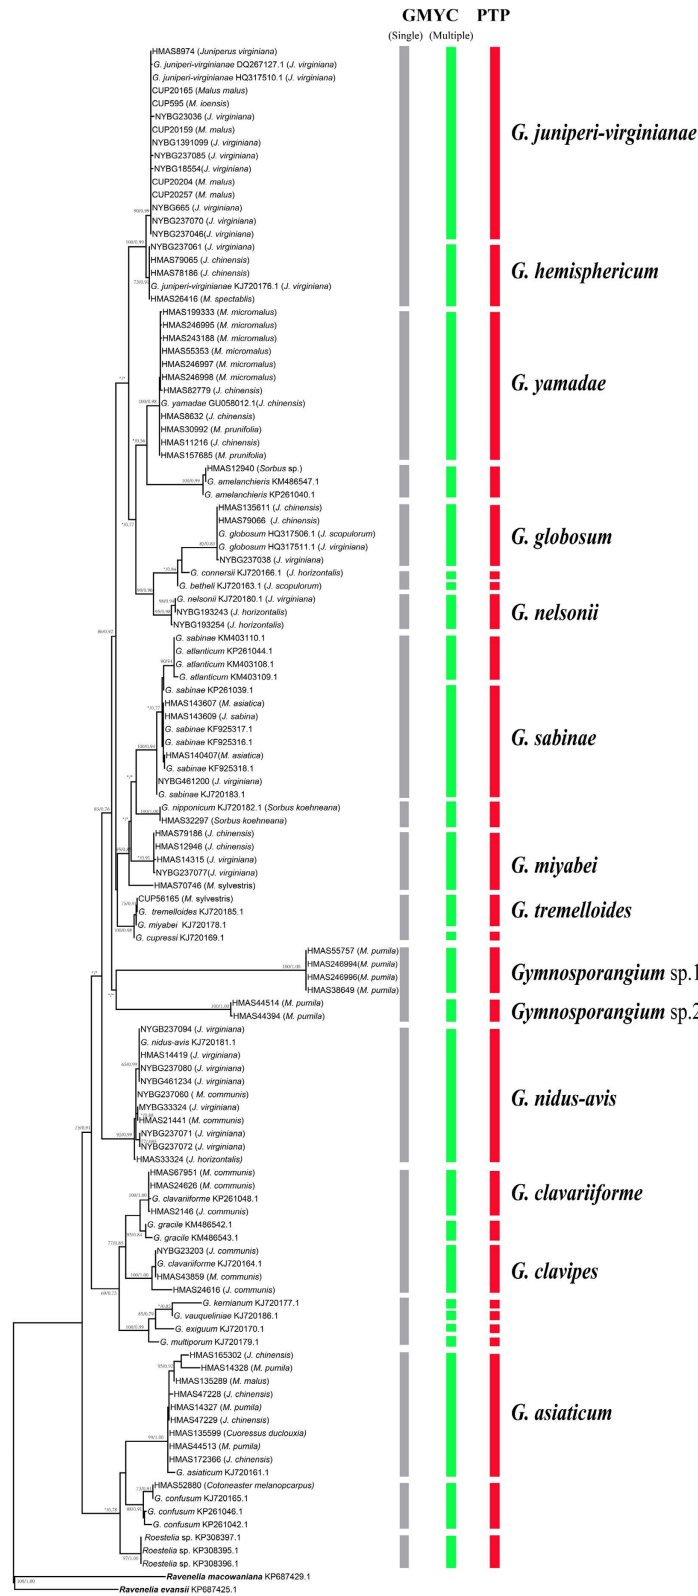 GMYC PTP
(Single) (Multiple)
HMAS8974 (Juniperus virginiana)
G. juniperi-virginianae DQ267127.1 (J. virginiana)
G. juniperi-virginianae HQ317510.1 (J. virginiana)
CUP20165 (Malus malus)
CUP595 (M. ioensis)
NYBG23036 (J. virginiana)
CUP20159 (M. malus)
NYBG1391099 (J. virginiana)
NYBG237085 (J. virginiana)
NYBG18554 (J. virginiana)
CUP20204 (M. malus)
CUP20257 (M. malus)
NYBG665 (J. virginiana)
NYBG237070 (J. virginiana)
NYBG237046(J. virginiana)
G. juniperi-virginianae
NYBG237061 (J. virginiana)
HMAS79065 (J. chinensis)
HMAS78186 (J. chinensis)
G. juniperi-virginianae KJ720176.1 (J. virginiana)
HMAS26416 (M. spectablis)
G. hemisphericum
HMAS199333 (M. micromalus)
HMAS246995 (M. micromalus)
HMAS243188 (M. micromalus)
HMAS55353 (M. micromalus)
HMAS246997 (M. micromalus)
HMAS246998 (M. micromalus)
HMAS82779 (J. chinensis)
G. yamadae GU058012.1(J. chinensis)
HMAS8632 (J. chinensis)
HMAS30992 (M. prunifolia)
HMAS11216 (J. chinensis)
HMAS157685 (M. prunifolia)
G. yamadae
HMAS12940 (Sorbus sp.)
G. amelanchieris KM486547.1
G. amelanchieris KP261040.1
HMAS135611 (J. chinensis)
HMAS79066 (J. chinensis)
G. globosum HQ317506.1 (J. scopulorum)
G. globosum HQ317511.1 (J. virginiana)
NYBG237038 (J. virginiana)
G. globosum
G. connersii KJ720166.1 (J. horizontalis)
G. betheli KJ720163.1 (J. scopulorum)
G. nelsonii KJ720180.1 (J. virginiana)
NYBG193243 (J. horizontalis)
NYBG193254 (J. horizontalis)
G. nelsonii
G. sabinae KM403110.1
G. atlanticum KP261044.1
G. atlanticum KM403108.1
G. atlanticum KM403109.1
G. sabinae KP261039.1
HMAS143607 (M. asiatica)
HMAS143609 (J. sabina)
G. sabinae KF925317.1
G. sabinae KF925316.1
HMAS140407(M. asiatica)
G. sabinae KF925318.1
NYBG461200 (J. virginiana)
G. sabinae KJ720183.1
G. sabinae
G. nipponicum KJ720182.1 (Sorbus koehneana)
HMAS32297 (Sorbus koehneana)
HMAS79186 (J. chinensis)
HMAS12946 (J. chinensis)
HMAS14315 (J. virginiana)
NYBG237077(J. virginiana)
HMAS70746 (M. sylvestris)
G. miyabei
CUP56165 (M. sylvestris)
G. tremelloides KJ720185.1
G. miyabei KJ720178.1
G. cupressi KJ720169.1
G. tremelloides
HMAS55757 (M. pumila)
HMAS246994 (M. pumila)
HMAS246996 (M. pumila)
HMAS38649 (M. pumila)
Gymnosporangium sp.1
HMAS44514 (M. pumila)
HMAS44394 (M. pumila)
Gymnosporangium sp.2
NYGB237094 (J. virginiana)
G. nidus-avis KJ720181.1
HMAS14419 (J. virginiana)
NYBG237080 (J. virginiana)
NYBG461234 (J. virginiana)
NYBG237060 ( M. communis)
MYBG33324 (J. virginiana)
HMAS21441 (M. communis)
NYBG237071 (J. virginiana)
NYBG237072 (J. virginiana)
HMAS33324 (J. horizontalis)
G. nidus-avis
HMAS67951 (M. communis)
HMAS24626 (M. communis)
G. clavariiforme KP261048.1
HMAS2146 (J. communis)
G. clavariiforme
G. gracile KM486542.1
G. gracile KM486543.1
NYBG23203 (J. communis)
G. clavariiforme KJ720164.1
HMAS43859 (M. communis)
HMAS24616 (J. communis)
G. clavipes
G. kernianum KJ720177.1
G. vauqueliniae KJ720186.1
G. exiguum KJ720170.1
G. multiporum KJ720179.1
HMAS165302 (J. chinensis)
HMAS14328 (M. pumila)
HMAS135289 (M. malus)
HMAS47228 (J. chinensis)
HMAS14327 (M. pumila)
HMAS47229 (J. chinensis)
HMAS135599 (Cuoressus duclouxia)
HMAS44513 (M. pumila)
HMAS172366 (J. chinensis)
G. asiaticum KJ720161.1
G. asiaticum
HMAS52880 (Cotoneaster melanopcarpus)
G. confusum KJ720165.1
G. confusum KP261046.1
G. confusum KP261042.1
Roestelia sp. KP308397.1
Roestelia sp. KP308395.1
Roestelia sp. KP308396.1
Ravenelia macowaniana KP687429.1
Ravenelia evansii KP687425.1